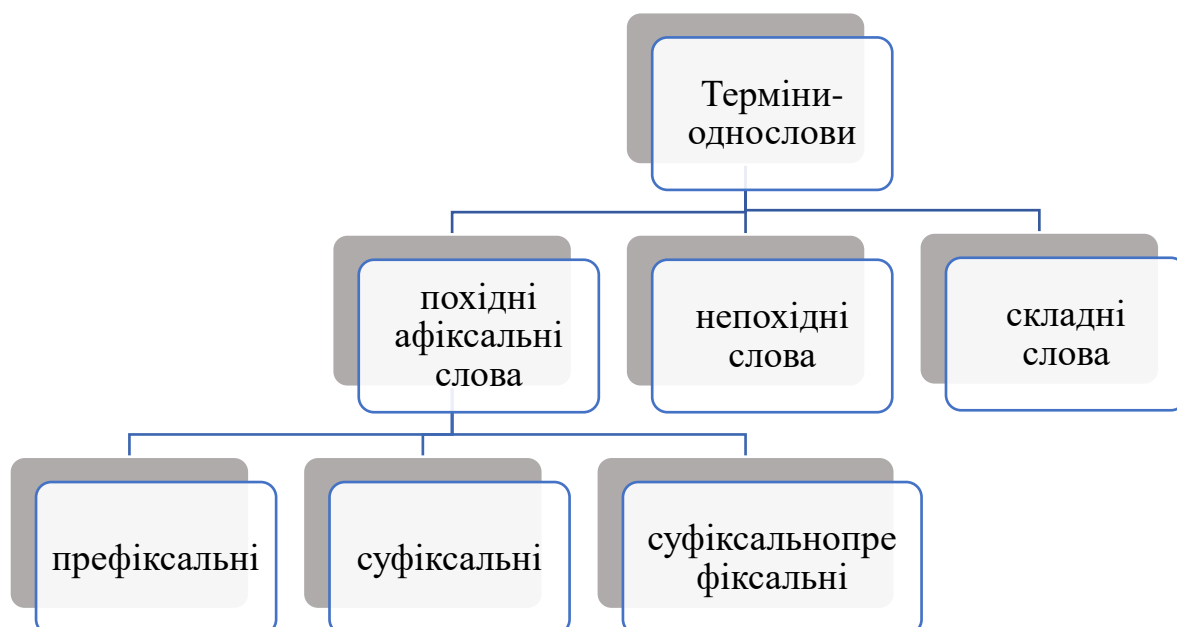 Терміни-
однослови
похідні
афіксальні
слова
непохідні
слова
складні
слова
префіксальні
суфіксальні
суфіксальнопре
фіксальні